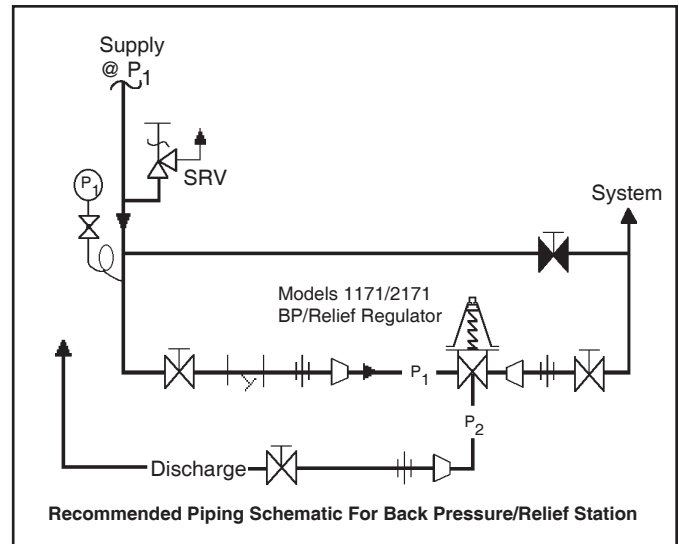 Supply
@ P1
P1
SRV
System
Models 1171/2171
BP/Relief Regulator
P1
P2
Discharge
Recommended Piping Schematic For Back Pressure/Relief Station